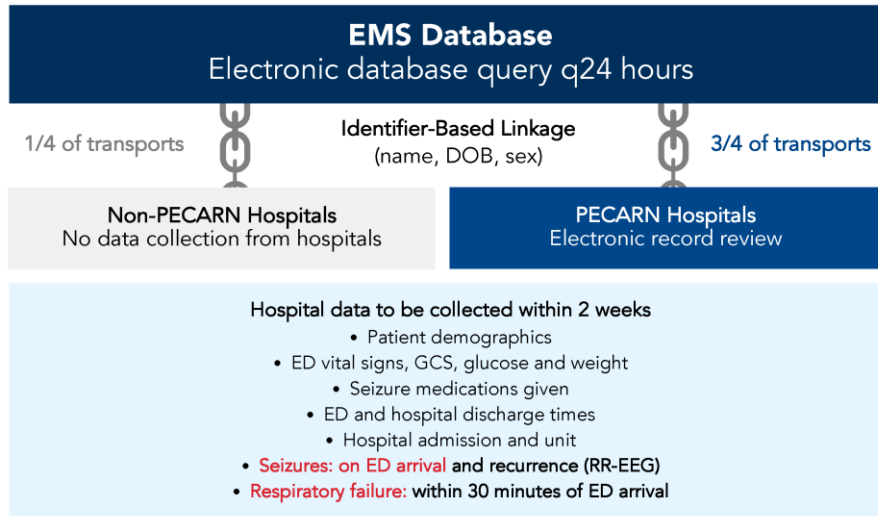 EMS Database
Electronic database query q24 hours
1/4 of transports
Identifier-Based Linkage
(name, DOB, sex)
3/4 of transports
Non-PECARN Hospitals
No data collection from hospitals
PECARN Hospitals
Electronic record review
Hospital data to be collected within 2 weeks
• Patient demographics
• ED vital signs, GCS, glucose and weight
• Seizure medications given
• ED and hospital discharge times
• Hospital admission and unit
• Seizures: on ED arrival and recurrence (RR-EEG)
• Respiratory failure: within 30 minutes of ED arrival